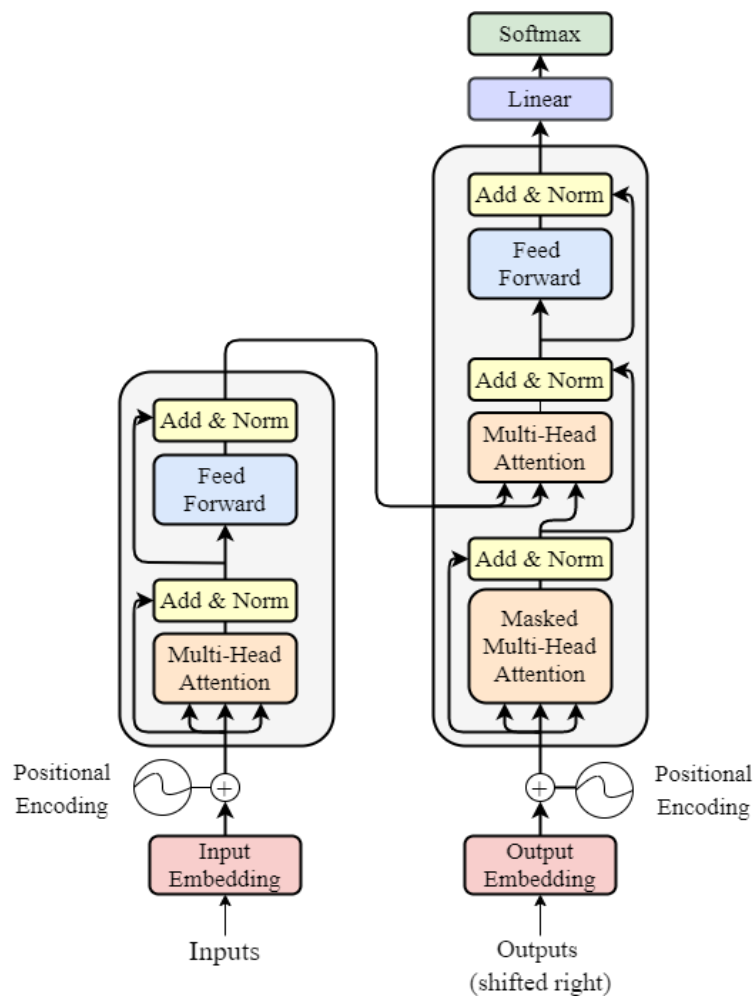 Softmax
Linear
Add & Norm
Feed
Forward
Add & Norm
Multi-Head
Attention
Add & Norm
Masked
Multi-Head
Attention
Positional
Encoding
Output
Embedding
Outputs
(shifted right)
Add & Norm
Feed
Forward
Add & Norm
Multi-Head
Attention
Positional
Encoding
Input
Embedding
Inputs